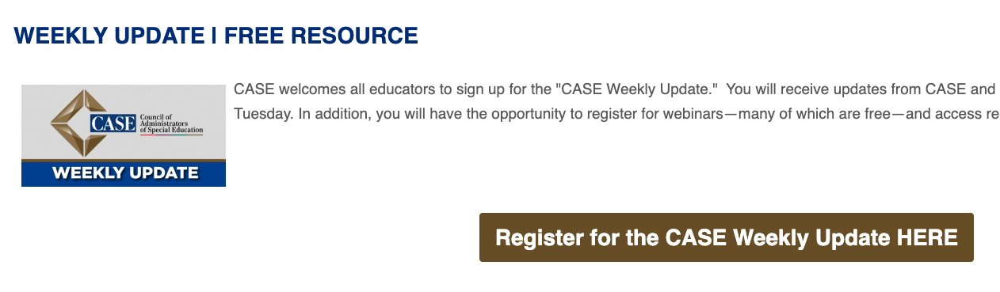 WEEKLY UPDATE | FREE RESOURCE
CASE welcomes all educators to sign up for the "CASE Weekly Update."  You will receive updates from CASE and
Tuesday. In addition, you will have the opportunity to register for webinars—many of which are free—and access re
CASE
Council of
Administrators
of Special Education
WEEKLY UPDATE
Register for the CASE Weekly Update HERE